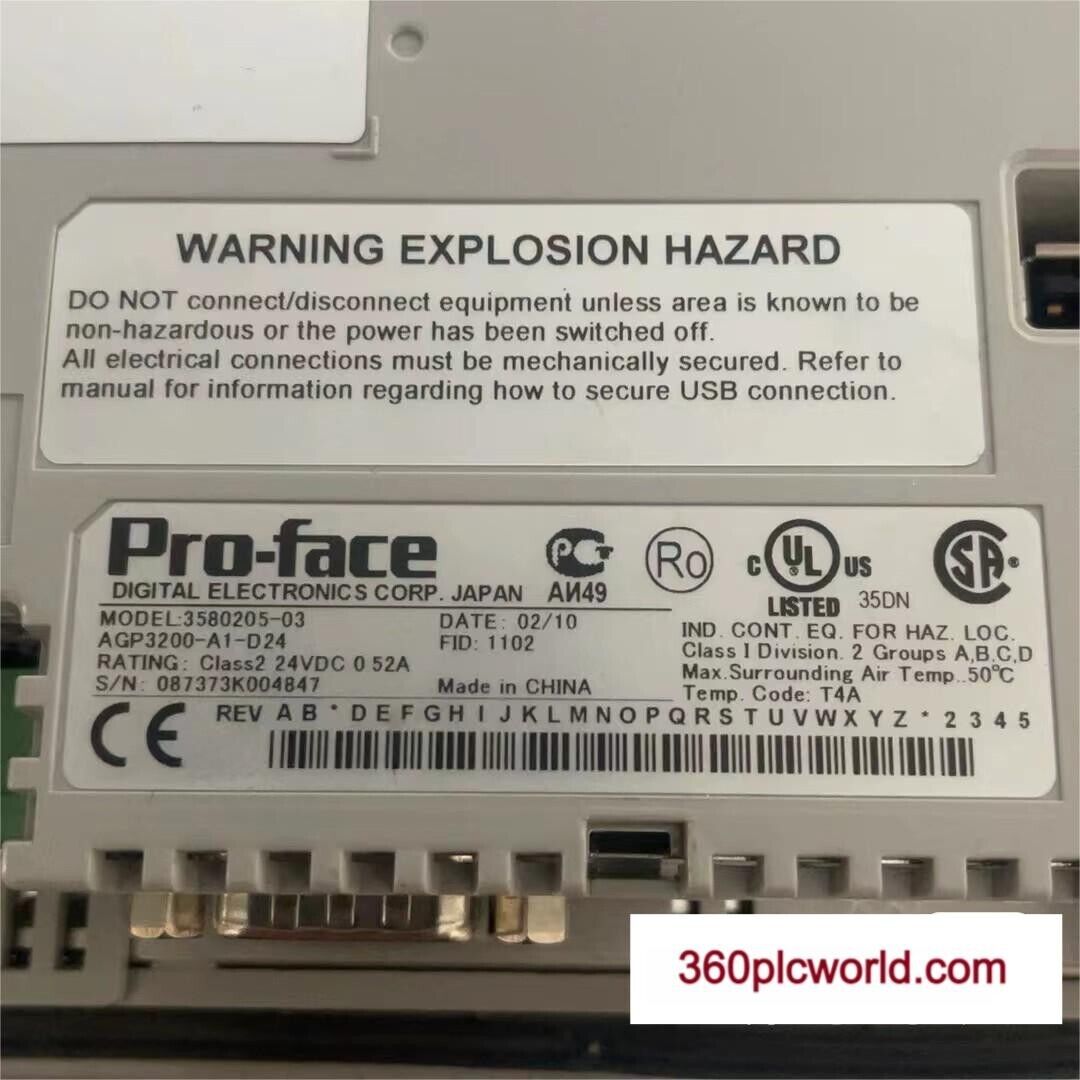 WARNING EXPLOSION HAZARD
DO NOT connect/disconnect equipment unless area is known to be
non-hazardous or the power has been switched off.
All electrical connections must be mechanically secured. Refer to
manual for information regarding how to secure USB connection.
Pro-face
DIGITAL ELECTRONICS CORP. JAPAN
PCT
АИ49
Ro
C UL US
LISTED 35DN
SA
MODEL:3580205-03
AGP3200-A1-D24
RATING: Class2 24VDC 0 52A
S/N: 087373K004847
DATE: 02/10
FID: 1102
Made in CHINA
IND. CONT. EQ. FOR HAZ. LOC.
Class I Division. 2 Groups A,B,C,D
Max.Surrounding Air Temp..50°C
Temp. Code: T4A
CE
REV A B * D E F G H I J K L M N O P Q R S T U V W X Y Z * 2 3 4 5
360plcworld.com